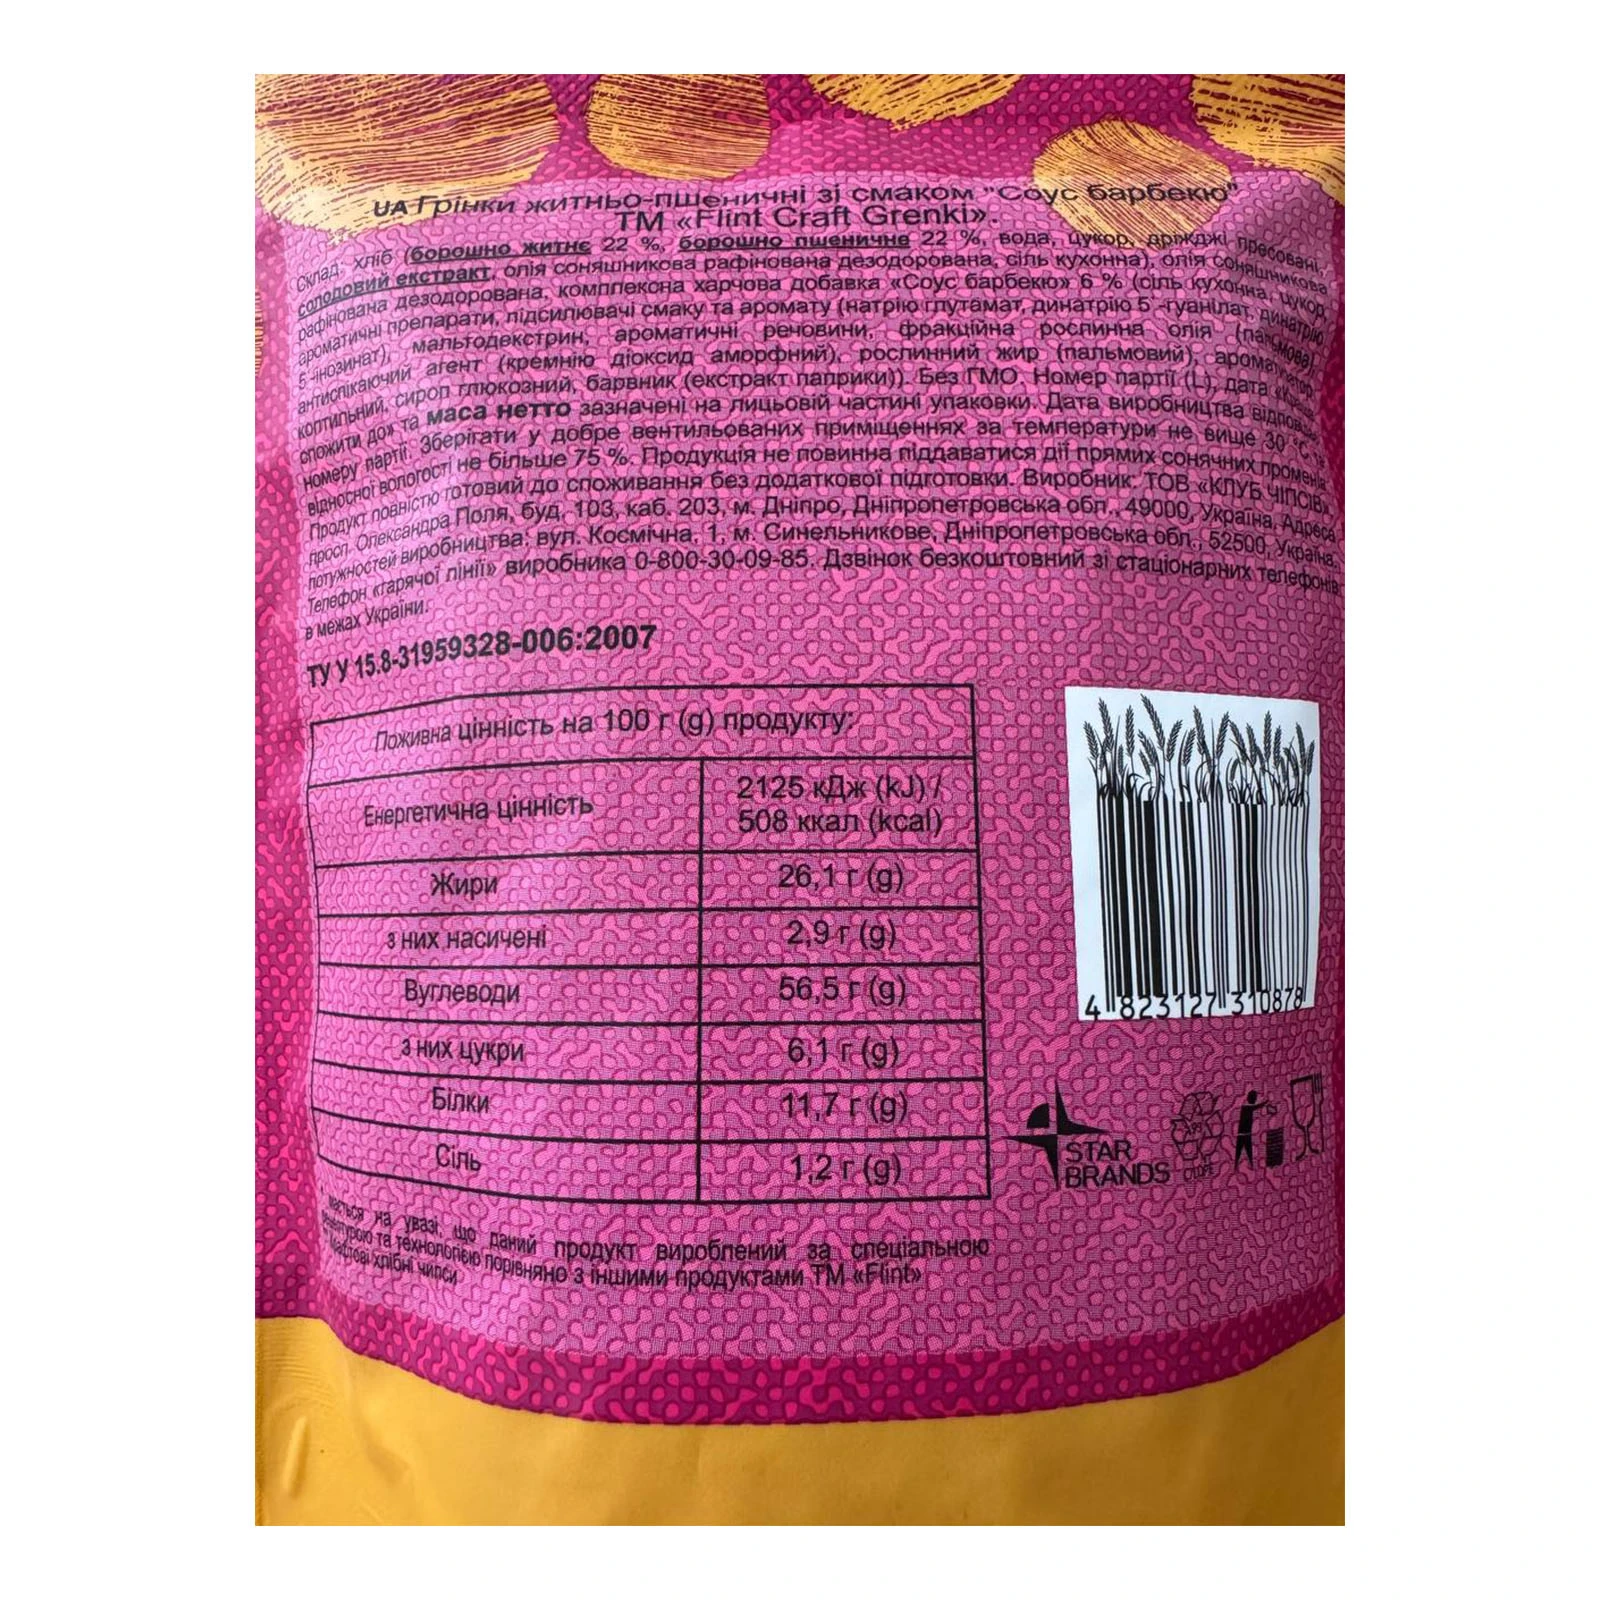 UA Грінки житньо-пшеничні зі смаком "Соус барбекю"
ТМ «Flint Craft Grenki».
Склад: хліб (борошно житнє 22 %, борошно пшеничне 22 %, вода, цукор, дріжджі пресовані,
солодовий екстракт, олія соняшникова рафінована дезодорована, сіль кухонна), олія соняшникова
рафінована дезодорована, комплексна харчова добавка «Соус барбекю» 6 % (сіль кухонна, цукор,
ароматичні препарати, підсилювачі смаку та аромату (натрію глутамат, динатрію 5`-гуанілат, динатрію
5`-інозинат), мальтодекстрин, ароматичні речовини, фракційна рослинна олія (пальмова),
антиспікаючий агент (кремнію діоксид аморфний), рослинний жир (пальмовий), ароматизатор
коптильний, сироп глюкозний, барвник (екстракт паприки)). Без ГМО. Номер партії (L), дата «Краще
спожити до» та маса нетто зазначені на лицьовій частині упаковки. Дата виробництва відповідає
номеру партії. Зберігати у добре вентильованих приміщеннях за температури не вище 30 °С та
відносної вологості не більше 75 %. Продукція не повинна піддаватися дії прямих сонячних променів.
Продукт повністю готовий до споживання без додаткової підготовки. Виробник: ТОВ «КЛУБ ЧІПСІВ»,
просп. Олександра Поля, буд. 103, каб. 203, м. Дніпро, Дніпропетровська обл., 49000, Україна. Адреса
потужностей виробництва: вул. Космічна, 1, м. Синельникове, Дніпропетровська обл., 52500, Україна.
Телефон «гарячої лінії» виробника 0-800-30-09-85. Дзвінок безкоштовний зі стаціонарних телефонів
в межах України.
ТУ У 15.8-31959328-006:2007
Поживна цінність на 100 г (g) продукту:
Енергетична цінність 2125 кДж (kJ) /
508 ккал (kcal)
Жири 26,1 г (g)
з них насичені 2,9 г (g)
Вуглеводи 56,5 г (g)
з них цукри 6,1 г (g)
Білки 11,7 г (g)
Сіль 1,2 г (g)
4 823127 310878
STAR
BRANDS
на увазі, що даний продукт вироблений за спеціальною
та технологією порівняно з іншими продуктами ТМ «Flint»
хлібні чипси